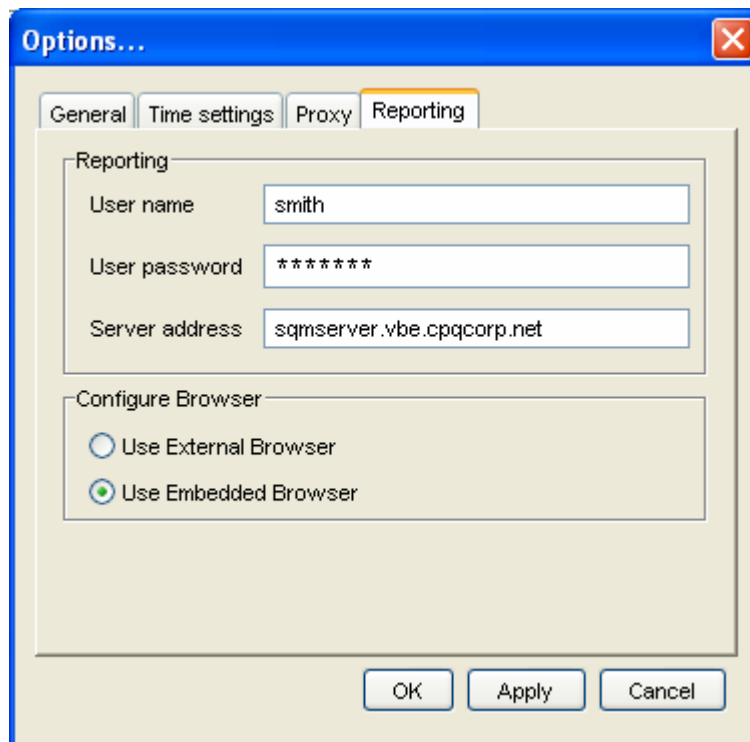 Options...
General Time settings Proxy Reporting
Reporting
User name smith
User password *******
Server address sqmserver.vbe.cpqcorp.net
Configure Browser
Use External Browser
Use Embedded Browser
OK Apply Cancel